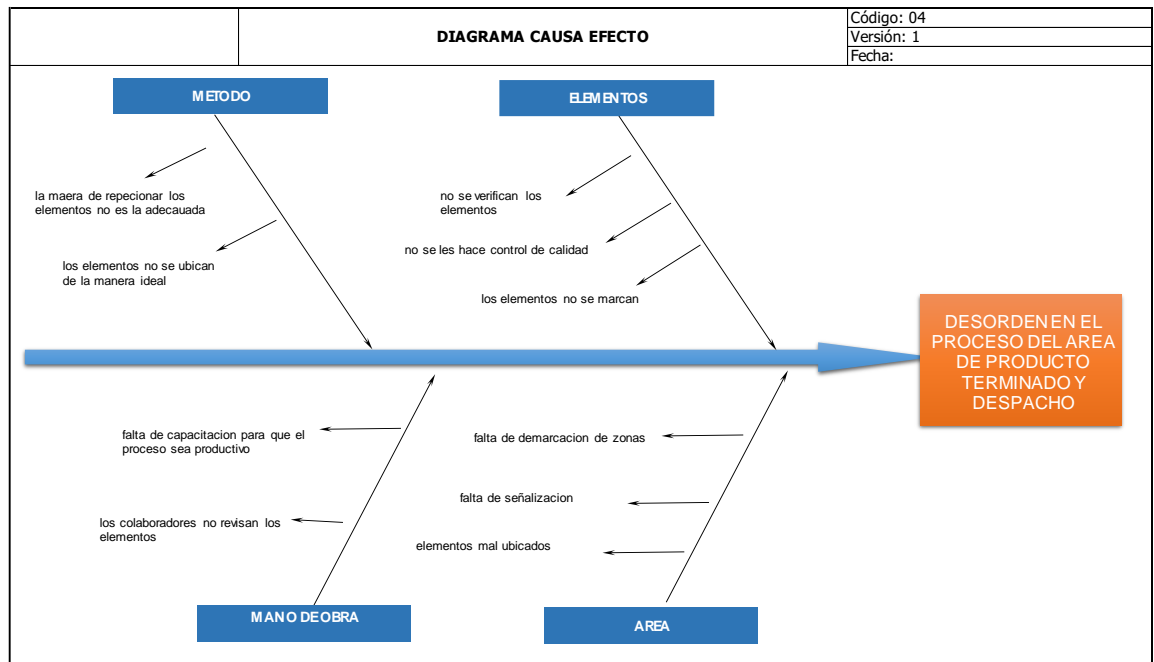 DIAGRAMA CAUSA EFECTO
Código: 04
Versión: 1
Fecha:
METODO
ELEMENTOS
la maera de repecionar los
elementos no es la adecauada
los elementos no se ubican
de la manera ideal
no se verifican los
elementos
no se les hace control de calidad
los elementos no se marcan
DESORDEN EN EL
PROCESO DEL AREA
DE PRODUCTO
TERMINADO Y
DESPACHO
falta de capacitacion para que el
proceso sea productivo
los colaboradores no revisan los
elementos
falta de demarcacion de zonas
falta de señalizacion
elementos mal ubicados
MANO DE OBRA
AREA